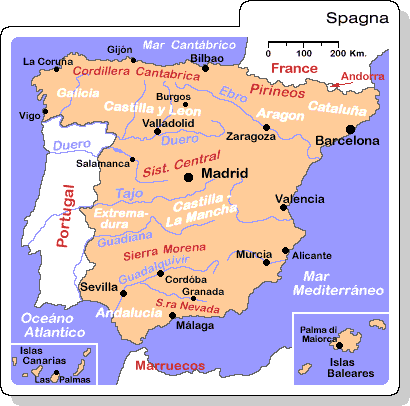 Spagna
Mar Cantábrico
0 100 200 Km.
Gijón
La Coruña
Bilbao
France
Cordillera Cantabrica
Andorra
Pirineos
Galicia
Burgos
Ebro
Castilla y León
Aragon
Cataluña
Vigo
Valladolid
Zaragoza
Barcelona
Duero
Duero
Salamanca
Sist. Central
Madrid
Portugal
Tajo
Castilla
La Mancha
Valencia
Extrema-
dura
Guadiana
Sierra Morena
Murcia
Alicante
Guadalquivir
Mar
Mediterráneo
Córdoba
Sevilla
Granada
Andalucia
S.ra Nevada
Málaga
Oceáno
Atlantico
Palma di
Maiorca
Islas
Baleares
Islas
Canarias
Las Palmas
Marruecos